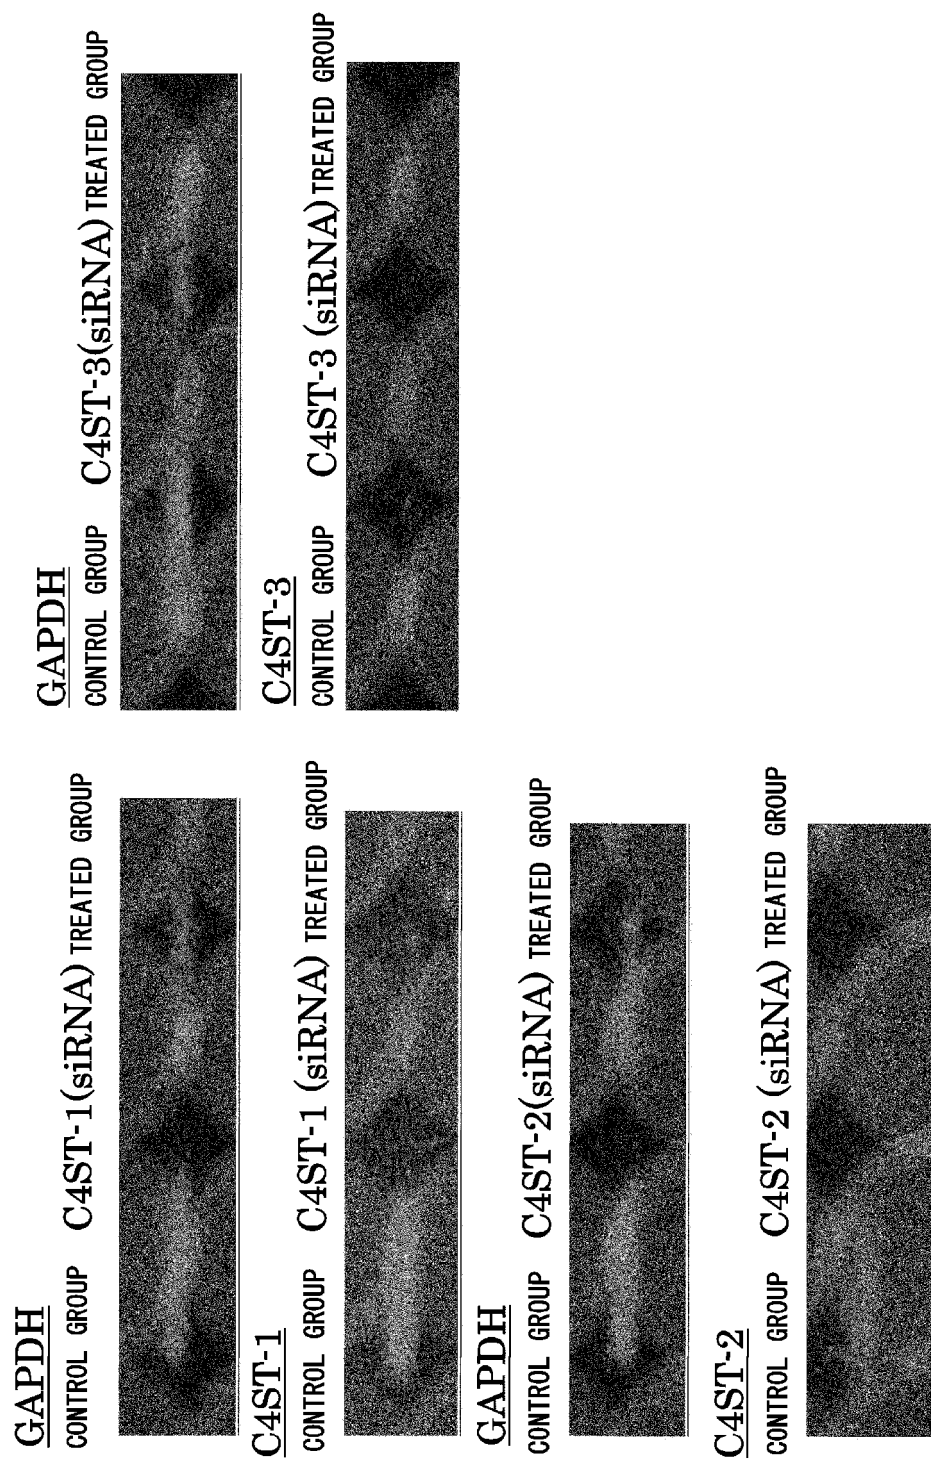 GAPDH
CONTROL GROUP C4ST-1(siRNA) TREATED GROUP
C4ST-1
CONTROL GROUP C4ST-1 (siRNA) TREATED GROUP
GAPDH
CONTROL GROUP C4ST-2(siRNA) TREATED GROUP
C4ST-2
CONTROL GROUP C4ST-2 (siRNA) TREATED GROUP
GAPDH
CONTROL GROUP C4ST-3(siRNA) TREATED GROUP
C4ST-3
CONTROL GROUP C4ST-3 (siRNA) TREATED GROUP